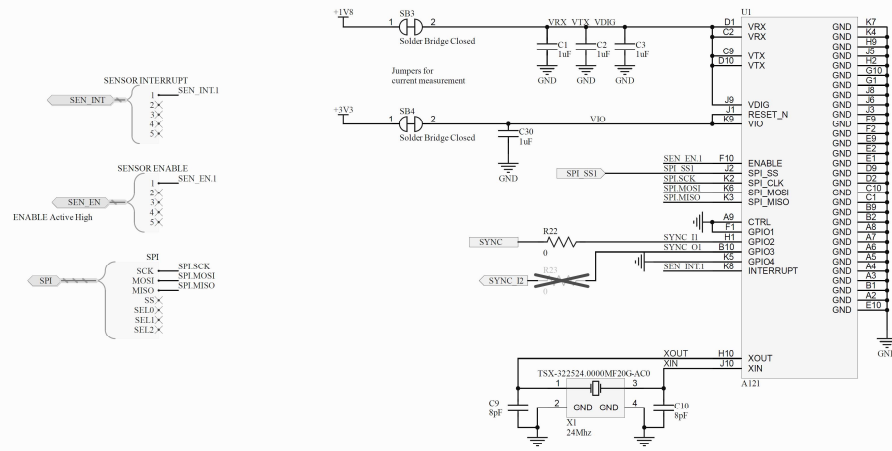 +1V8
SB3
1
2
Solder Bridge Closed
VRX VTX VDIG
C1
1uF
GND
C2
1uF
GND
C3
1uF
GND
Jumpers for
current measurement
+3V3
SB4
1
2
Solder Bridge Closed
VIO
C30
1uF
GND
SENSOR INTERRUPT
SEN_INT
1 SEN_INT.1
2
3
4
5
SENSOR ENABLE
SEN_EN
1 SEN_EN.1
2
3
4
5
ENABLE Active High
SPI
SPI
SCK SPI.SCK
MOSI SPI.MOSI
MISO SPI.MISO
SS
SEL0
SEL1
SEL2
U1
D1 VRX
C2 VRX
C9 VTX
D10 VTX
J9 VDIG
J1 RESET_N
K9 VIO
SEN_EN.1 F10 ENABLE
SPI_SS1 SPI_SS1 J2 SPI_SS
SPI.SCK K2 SPI_CLK
SPI.MOSI K6 SPI_MOSI
SPI.MISO K3 SPI_MISO
A9 CTRL
F1 GPIO1
SYNC R22 0 SYNC_I1 H1 GPIO2
SYNC_O1 B10 GPIO3
K5 GPIO4
SYNC_I2 R23 0
SEN_INT.1 K8 INTERRUPT
XOUT H10 XOUT
XIN J10 XIN
A121
GND K7
GND K4
GND H9
GND J5
GND H2
GND G10
GND G1
GND J8
GND J6
GND J3
GND F9
GND F2
GND E9
GND E2
GND E1
GND D9
GND D2
GND C10
GND C1
GND B9
GND B2
GND A8
GND A7
GND A6
GND A5
GND A4
GND A3
GND B1
GND A2
GND E10
GND
TSX-322524.0000MF20G-AC0
1 3
2 GND GND 4
X1
24Mhz
C9
8pF
C10
8pF